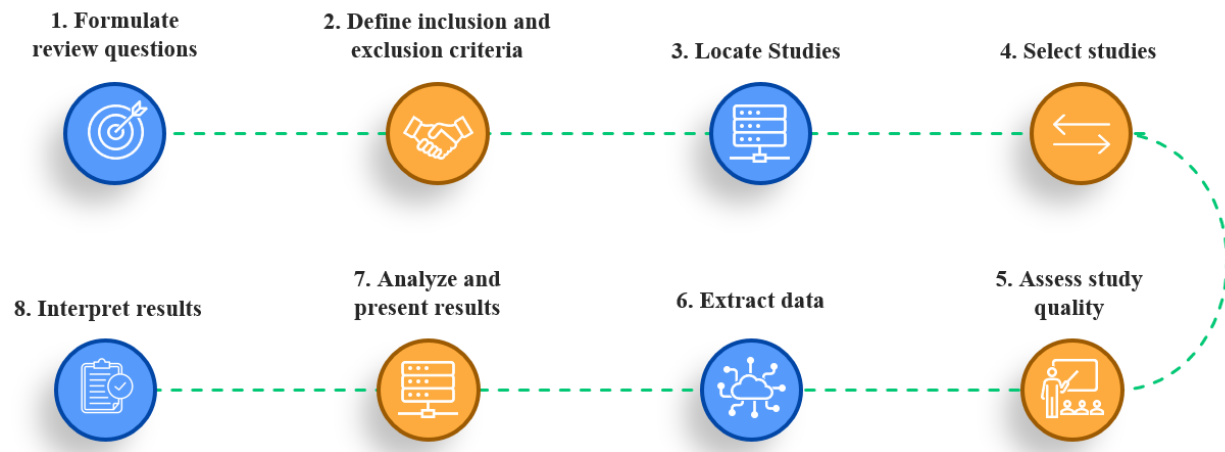 1. Formulate
review questions
2. Define inclusion and
exclusion criteria
3. Locate Studies
4. Select studies
5. Assess study
quality
6. Extract data
7. Analyze and
present results
8. Interpret results